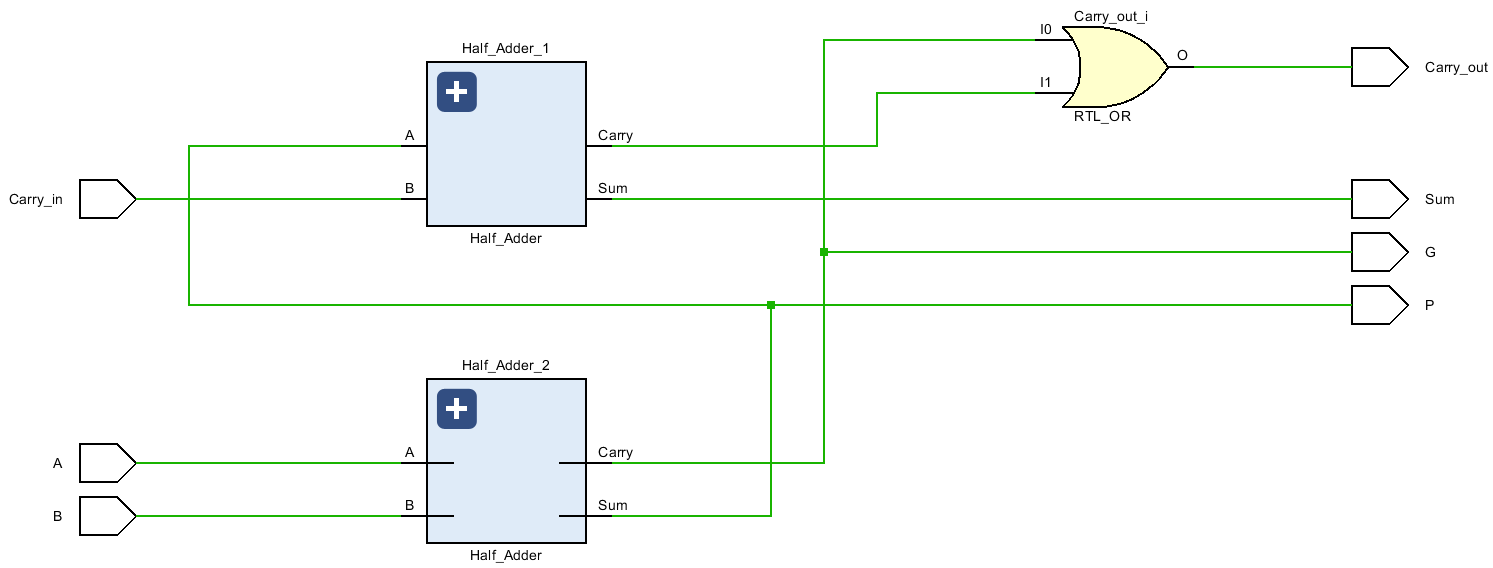 Carry_out_i
I0
O
I1
RTL_OR
Carry_out
Half_Adder_1
A
Carry
B
Sum
Half_Adder
Carry_in
Sum
G
P
Half_Adder_2
A
Carry
B
Sum
Half_Adder
A
B